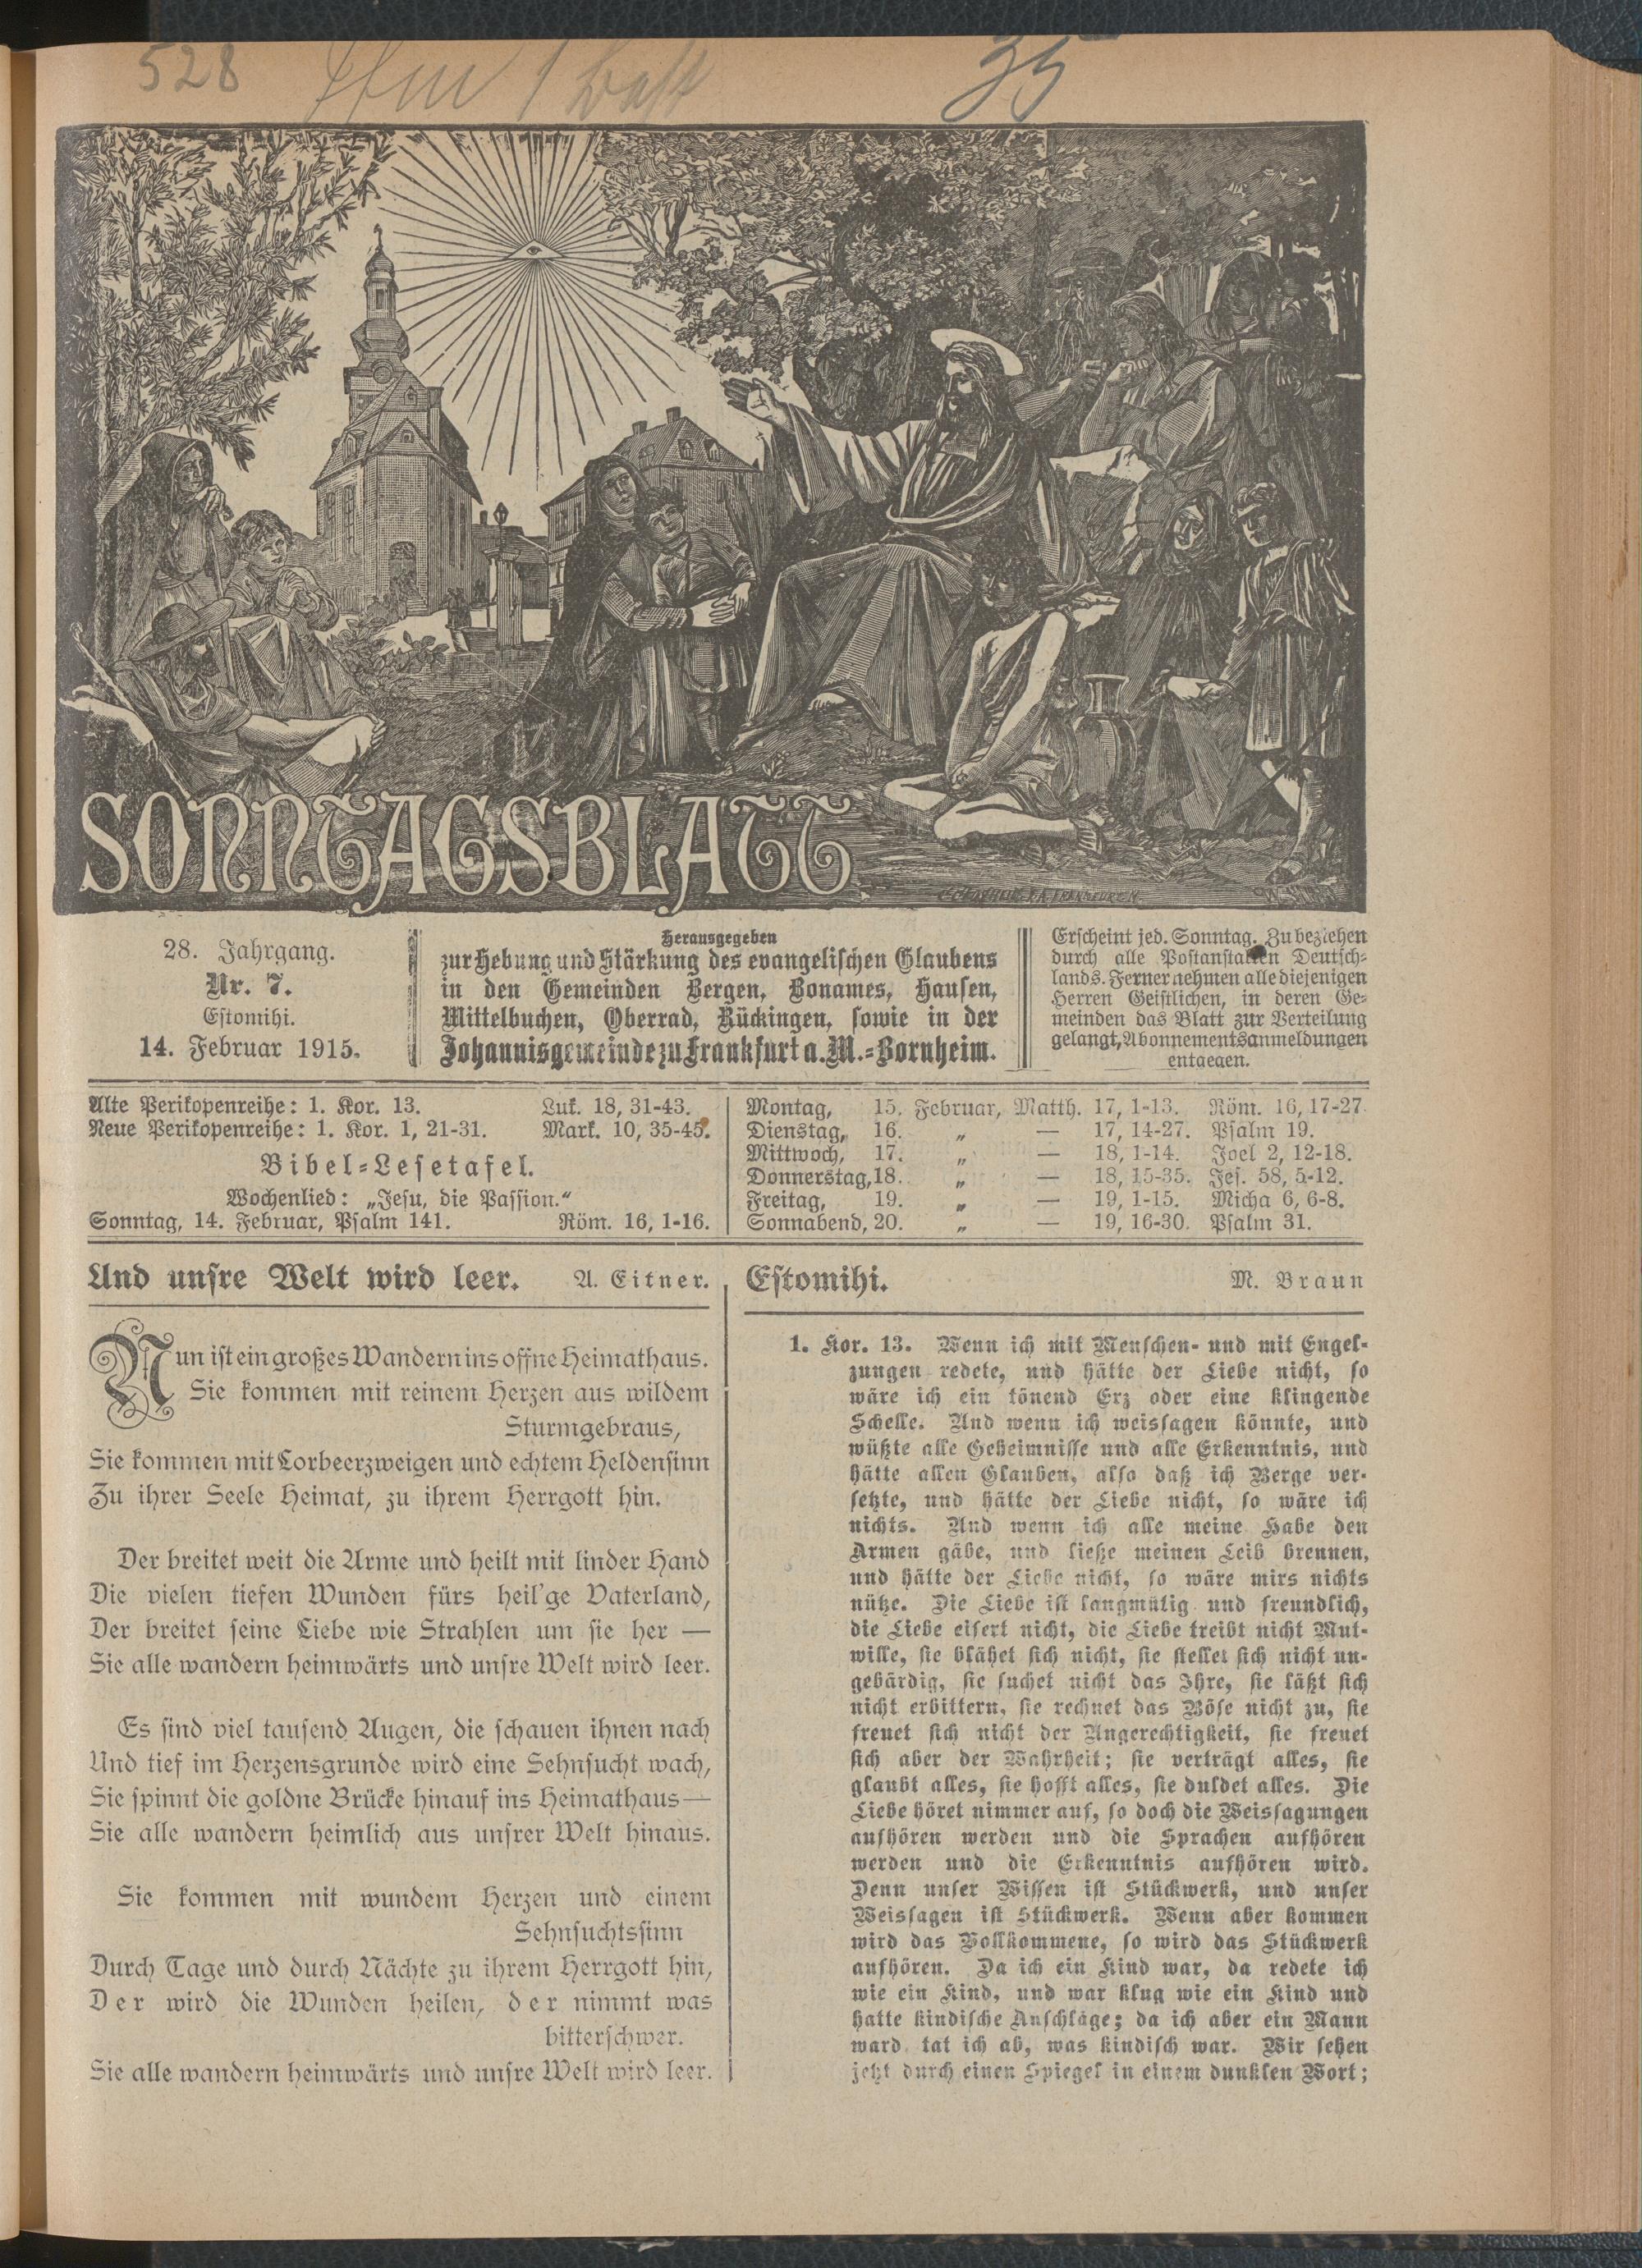 528
35
SONNTAGSBLATT
28. Jahrgang.
Nr. 7.
Estomihi.
14. Februar 1915.
Herausgegeben
zur Hebung und Stärkung des evangelischen Glaubens
in den Gemeinden Bergen, Bonames, Hausen,
Mittelbuchen, Oberrad, Rückingen, sowie in der
Johannisgemeinde zu Frankfurt a. M.-Bornheim.
Erscheint jed. Sonntag. Zu beziehen
durch alle Postanstalten Deutsch-
lands. Ferner nehmen alle diejenigen
Herren Geistlichen, in deren Ge-
meinden das Blatt zur Verteilung
gelangt, Abonnementsanmeldungen
entgegen.
Alte Perikopenreihe: 1. Kor. 13. Luk. 18, 31-43.
Neue Perikopenreihe: 1. Kor. 1, 21-31. Mark. 10, 35-45.
Bibel-Lesetafel.
Wochenlied: „Jesu, die Passion.“
Sonntag, 14. Februar, Psalm 141. Röm. 16, 1-16.
Montag, 15. Februar, Matth. 17, 1-13. Röm. 16, 17-27.
Dienstag, 16. „ — 17, 14-27. Psalm 19.
Mittwoch, 17. „ — 18, 1-14. Joel 2, 12-18.
Donnerstag, 18. „ — 18, 15-35. Jes. 58, 5-12.
Freitag, 19. „ — 19, 1-15. Micha 6, 6-8.
Sonnabend, 20. „ — 19, 16-30. Psalm 31.
Und unsre Welt wird leer. A. Eitner.
Nun ist ein großes Wandern ins offne Heimathaus.
Sie kommen mit reinem Herzen aus wildem
Sturmgebraus,
Sie kommen mit Lorbeerzweigen und echtem Heldensinn
Zu ihrer Seele Heimat, zu ihrem Herrgott hin.
Der breitet weit die Arme und heilt mit linder Hand
Die vielen tiefen Wunden fürs heil'ge Vaterland,
Der breitet seine Liebe wie Strahlen um sie her —
Sie alle wandern heimwärts und unsre Welt wird leer.
Es sind viel tausend Augen, die schauen ihnen nach
Und tief im Herzensgrunde wird eine Sehnsucht wach,
Sie spinnt die goldne Brücke hinauf ins Heimathaus —
Sie alle wandern heimlich aus unsrer Welt hinaus.
Sie kommen mit wundem Herzen und einem
Sehnsuchtssinn
Durch Tage und durch Nächte zu ihrem Herrgott hin,
Der wird die Wunden heilen, der nimmt was
bitterschwer.
Sie alle wandern heimwärts und unsre Welt wird leer.
Estomihi. M. Braun
1. Kor. 13. Wenn ich mit Menschen- und mit Engel-
zungen redete, und hätte der Liebe nicht, so
wäre ich ein tönend Erz oder eine klingende
Schelle. Und wenn ich weissagen könnte, und
wüßte alle Geheimnisse und alle Erkenntnis, und
hätte allen Glauben, also daß ich Berge ver-
setzte, und hätte der Liebe nicht, so wäre ich
nichts. Und wenn ich alle meine Habe den
Armen gäbe, und ließe meinen Leib brennen,
und hätte der Liebe nicht, so wäre mirs nichts
nütze. Die Liebe ist langmütig und freundlich,
die Liebe eifert nicht, die Liebe treibt nicht Mut-
wille, sie blähet sich nicht, sie stellet sich nicht un-
gebärdig, sie suchet nicht das Ihre, sie läßt sich
nicht erbittern, sie rechnet das Böse nicht zu, sie
freuet sich nicht der Ungerechtigkeit, sie freuet
sich aber der Wahrheit; sie verträgt alles, sie
glaubt alles, sie hofft alles, sie duldet alles. Die
Liebe höret nimmer auf, so doch die Weissagungen
aufhören werden und die Sprachen aufhören
werden und die Erkenntnis aufhören wird.
Denn unser Wissen ist Stückwerk, und unser
Weissagen ist Stückwerk. Wenn aber kommen
wird das Vollkommene, so wird das Stückwerk
aufhören. Da ich ein Kind war, da redete ich
wie ein Kind, und war klug wie ein Kind und
hatte kindische Anschläge; da ich aber ein Mann
ward, tat ich ab, was kindisch war. Wir sehen
jetzt durch einen Spiegel in einem dunklen Wort;